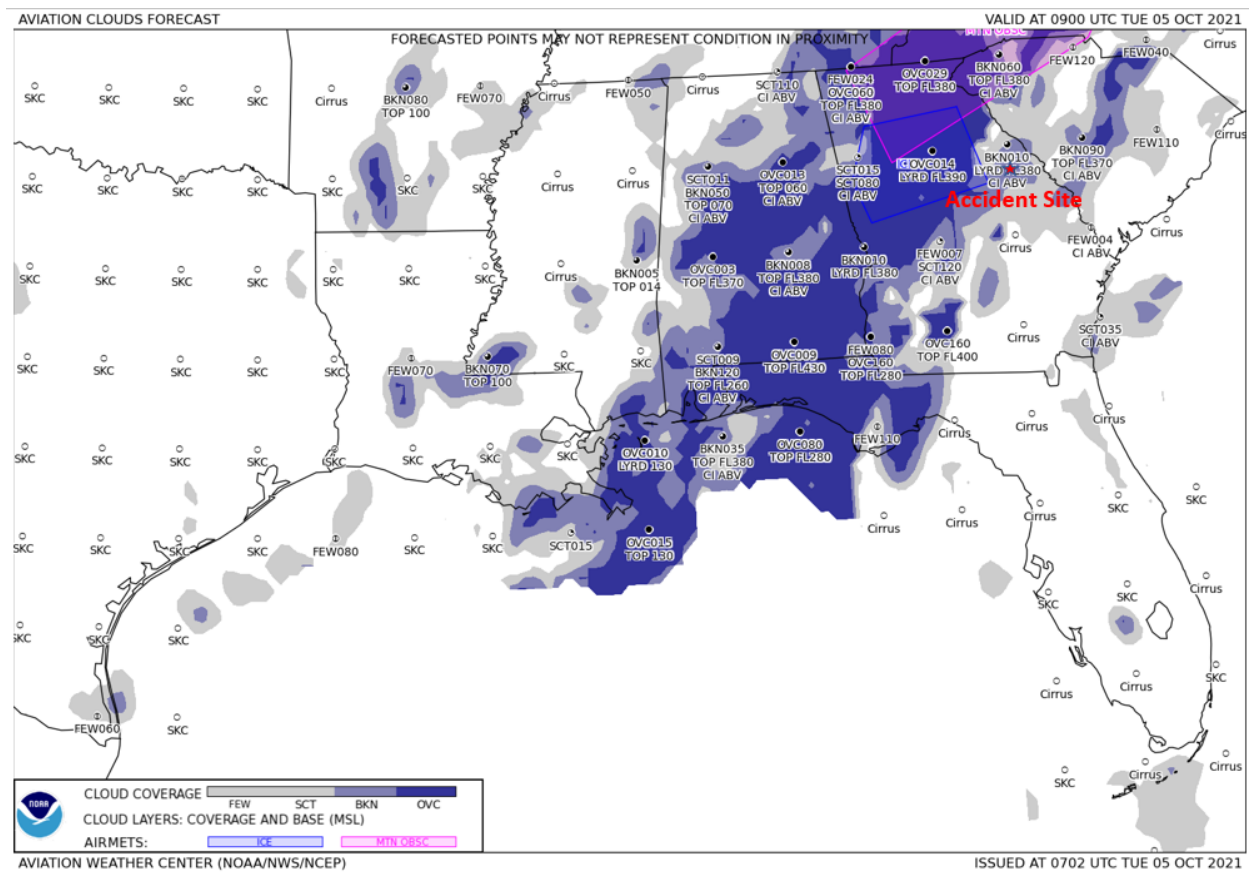 AVIATION CLOUDS FORECAST
VALID AT 0900 UTC TUE 05 OCT 2021
FORECASTED POINTS MAY NOT REPRESENT CONDITION IN PROXIMITY
MTN OBSC
Cirrus
FEW040
FEW120
BKN060
TOP FL380
CI ABV
OVC029
TOP FL380
FEW024
OVC060
TOP FL380
CI ABV
SCT110
CI ABV
Cirrus
FEW050
Cirrus
FEW070
BKN080
TOP 100
Cirrus
SKC
SKC
SKC
SKC
Cirrus
FEW110
BKN090
TOP FL370
CI ABV
BKN010
CI ABV
OVC014
LYRD FL390
SCT015
SCT080
CI ABV
OVC013
TOP 060
CI ABV
SCT011
BKN050
TOP 070
CI ABV
Cirrus
Cirrus
SKC
SKC
SKC
SKC
SKC
SKC
SKC
Accident Site
Cirrus
FEW004
CI ABV
Cirrus
FEW007
SCT120
CI ABV
BKN010
LYRD FL380
BKN008
TOP FL380
CI ABV
OVC003
TOP FL370
BKN005
TOP 014
Cirrus
SKC
SKC
SKC
SKC
SKC
SKC
SKC
SCT035
CI ABV
Cirrus
OVC160
TOP FL400
FEW080
OVC160
TOP FL280
OVC009
TOP FL430
SCT009
BKN120
TOP FL260
CI ABV
SKC
SKC
BKN070
TOP 100
FEW070
SKC
SKC
SKC
SKC
SKC
Cirrus
Cirrus
Cirrus
FEW110
OVC080
TOP FL280
BKN035
TOP FL380
CI ABV
OVC010
LYRD 130
SKC
SKC
SKC
SKC
SKC
SKC
SKC
SKC
SKC
SKC
Cirrus
Cirrus
Cirrus
OVC015
TOP 130
SCT015
SKC
SKC
FEW080
SKC
SKC
SKC
SKC
Cirrus
SKC
SKC
SKC
SKC
SKC
SKC
Cirrus
Cirrus
FEW060
SKC
Cirrus
Cirrus
SKC
CLOUD COVERAGE
FEW SCT BKN OVC
CLOUD LAYERS: COVERAGE AND BASE (MSL)
AIRMETS: ICE MTN OBSC
NOAA
AVIATION WEATHER CENTER (NOAA/NWS/NCEP)
ISSUED AT 0702 UTC TUE 05 OCT 2021